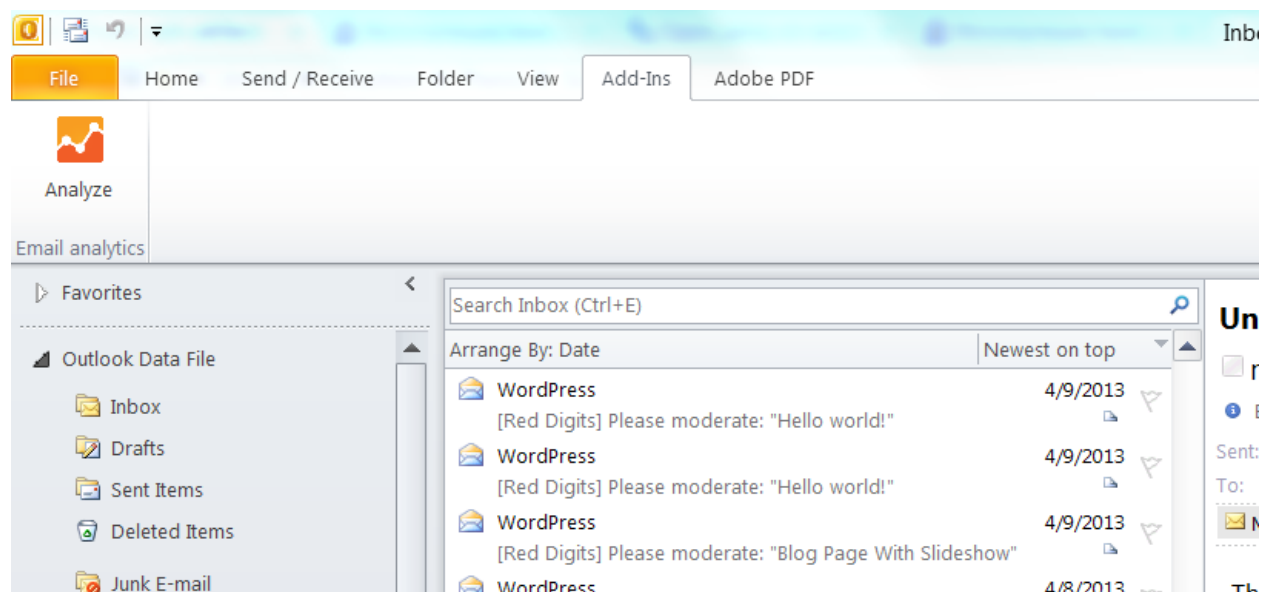 Inbo
File Home Send / Receive Folder View Add-Ins Adobe PDF
Analyze
Email analytics
Favorites
Outlook Data File
Inbox
Drafts
Sent Items
Deleted Items
Junk E-mail
Search Inbox (Ctrl+E)
Arrange By: Date Newest on top
WordPress 4/9/2013
[Red Digits] Please moderate: "Hello world!"
WordPress 4/9/2013
[Red Digits] Please moderate: "Hello world!"
WordPress 4/9/2013
[Red Digits] Please moderate: "Blog Page With Slideshow"
WordPress 4/8/2013
Un
Sent:
To:
Th